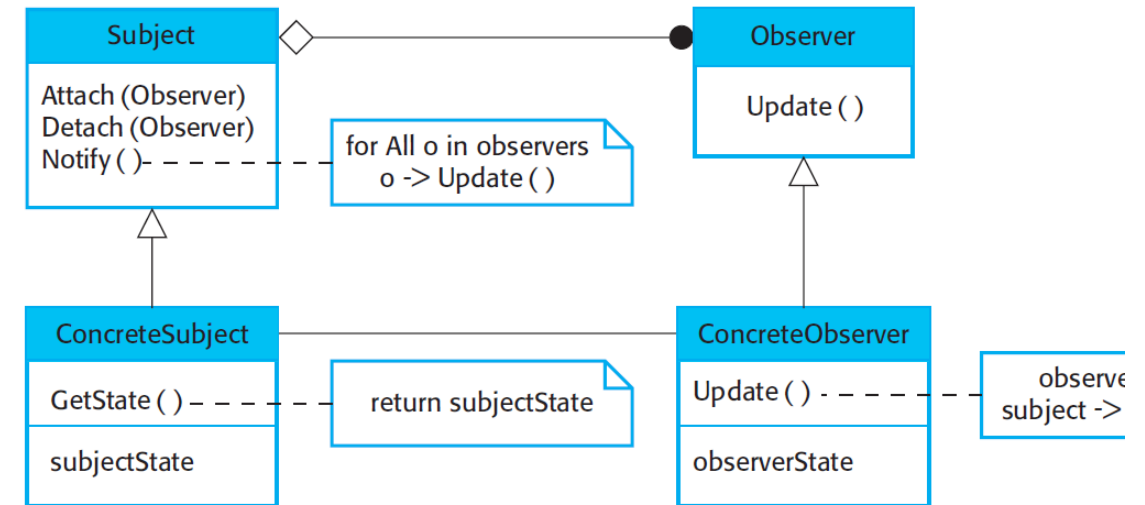 Subject
Attach (Observer)
Detach (Observer)
Notify ( )
for All o in observers
o -> Update ( )
Observer
Update ( )
ConcreteSubject
GetState ( )
subjectState
return subjectState
ConcreteObserver
Update ( )
observerState
subject ->